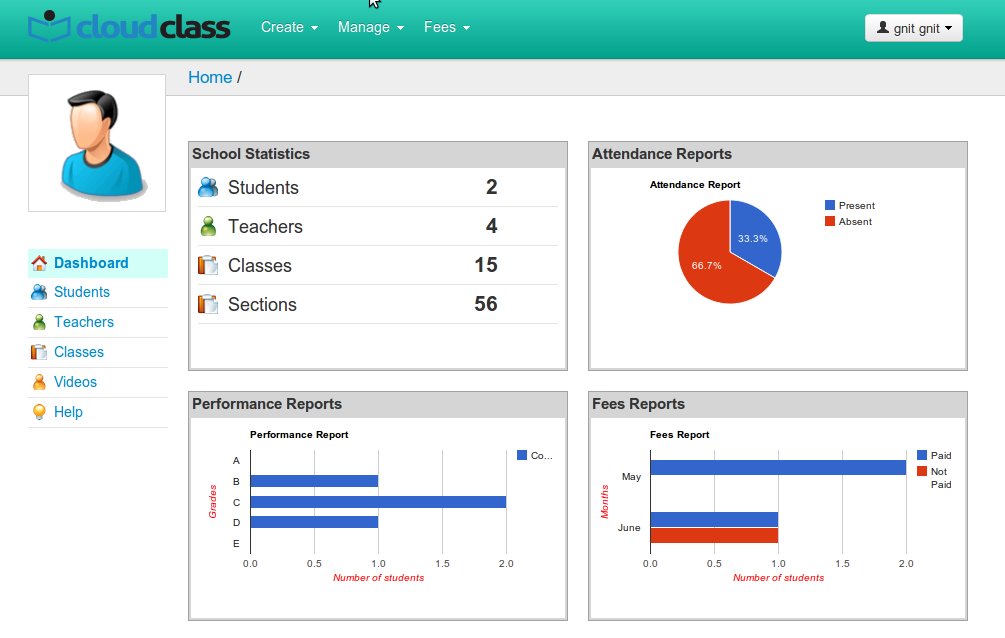 cloudclass
Create Manage Fees
gnit gnit
Home /
Dashboard
Students
Teachers
Classes
Videos
Help
School Statistics
Students 2
Teachers 4
Classes 15
Sections 56
Attendance Reports
Attendance Report
Present
Absent
33.3%
66.7%
Performance Reports
Performance Report
Co...
Grades
A
B
C
D
E
0.0 0.5 1.0 1.5 2.0
Number of students
Fees Reports
Fees Report
Paid
Not
Paid
Months
May
June
0.0 0.5 1.0 1.5 2.0
Number of students